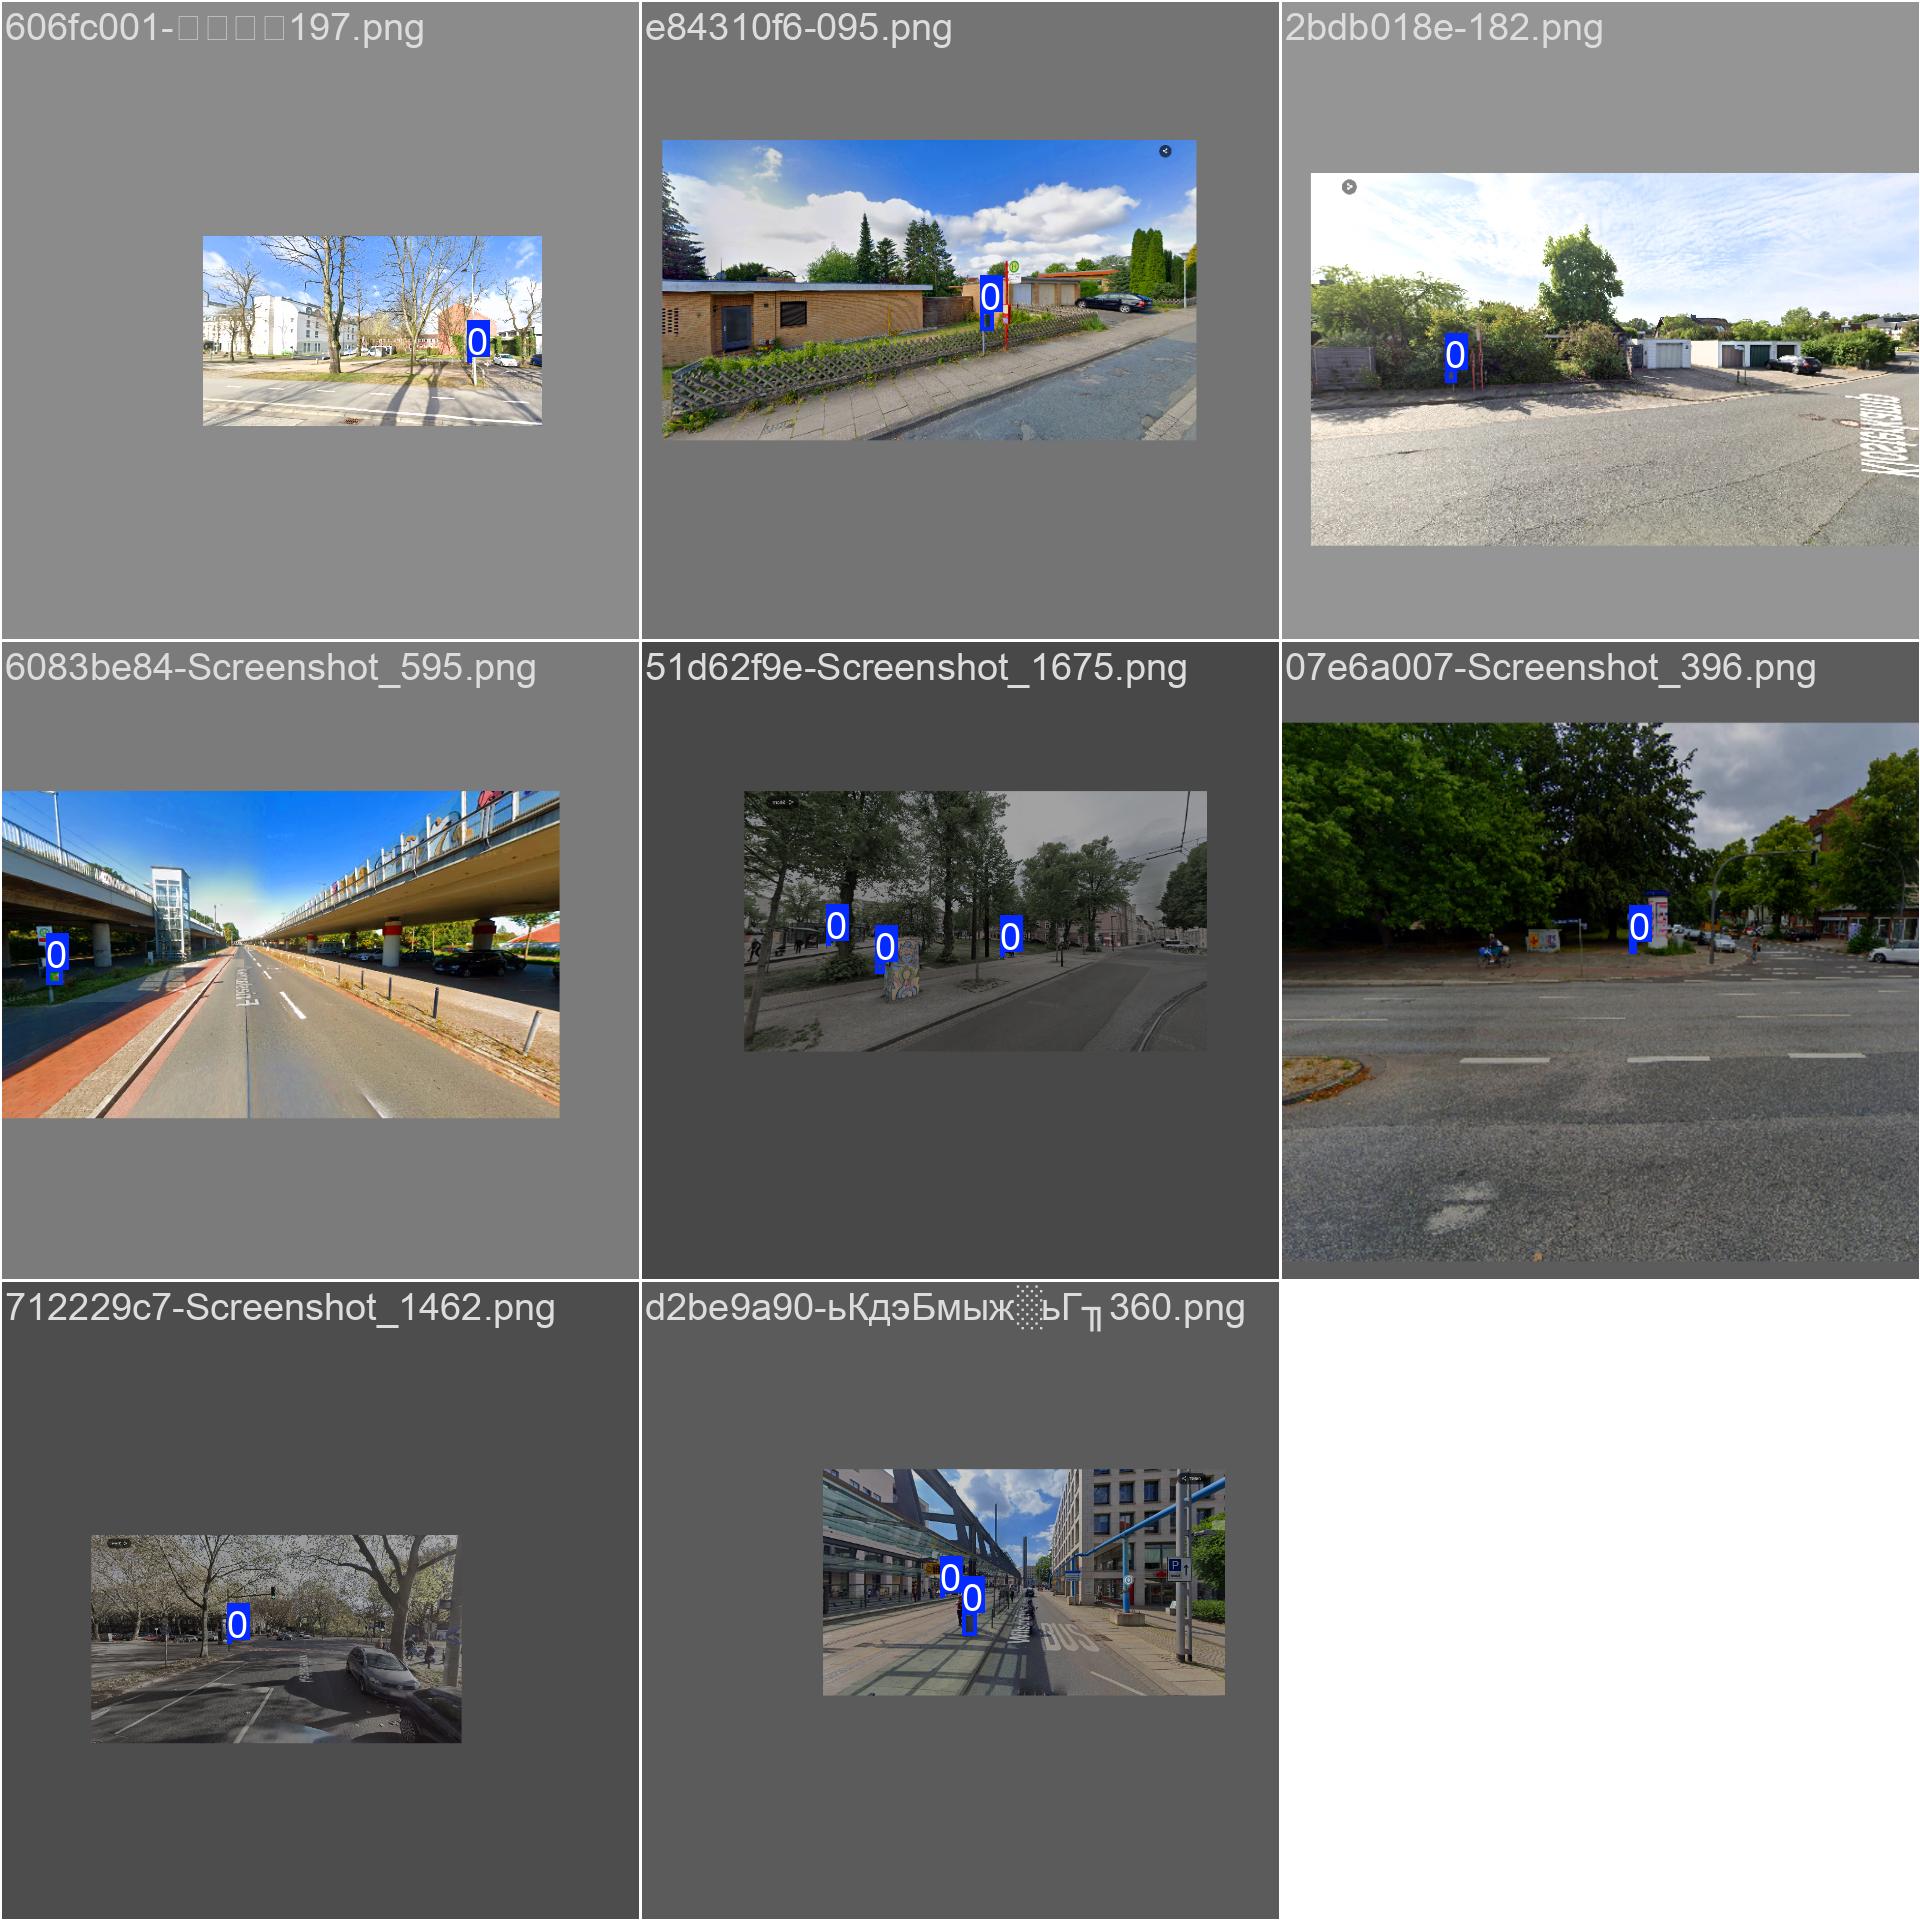 606fc001-□□□□197.png
e84310f6-095.png
2bdb018e-182.png
0
0
0
6083be84-Screenshot_595.png
51d62f9e-Screenshot_1675.png
07e6a007-Screenshot_396.png
0
0
0
0
0
712229c7-Screenshot_1462.png
d2be9a90-ьКдэБмыж░ьГ╖360.png
0
0
0
P
BUS